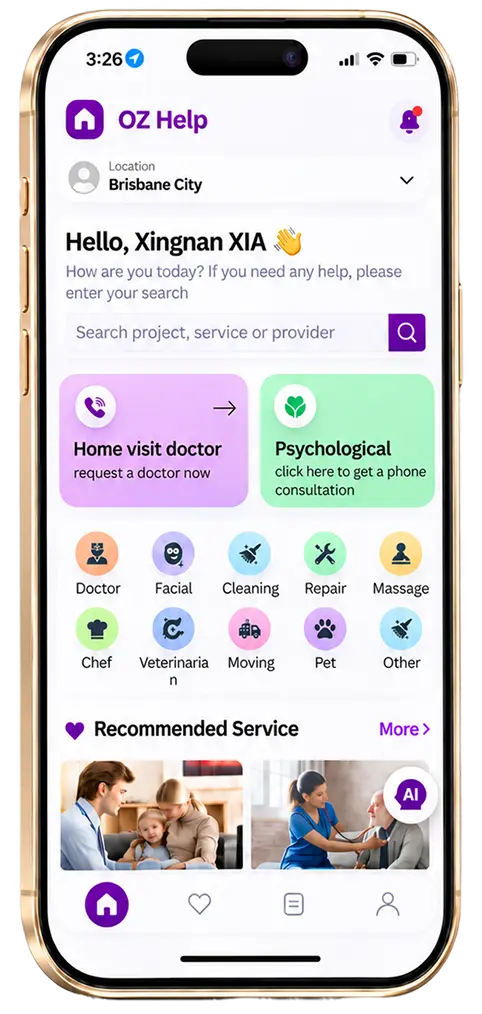 3:26
OZ Help
Location
Brisbane City
Hello, Xingnan XIA 👋
How are you today? If you need any help, please
enter your search
Search project, service or provider
Home visit doctor
request a doctor now
Psychological
click here to get a phone
consultation
Doctor
Facial
Cleaning
Repair
Massage
Chef
Veterinaria
n
Moving
Pet
Other
Recommended Service
More >
AI